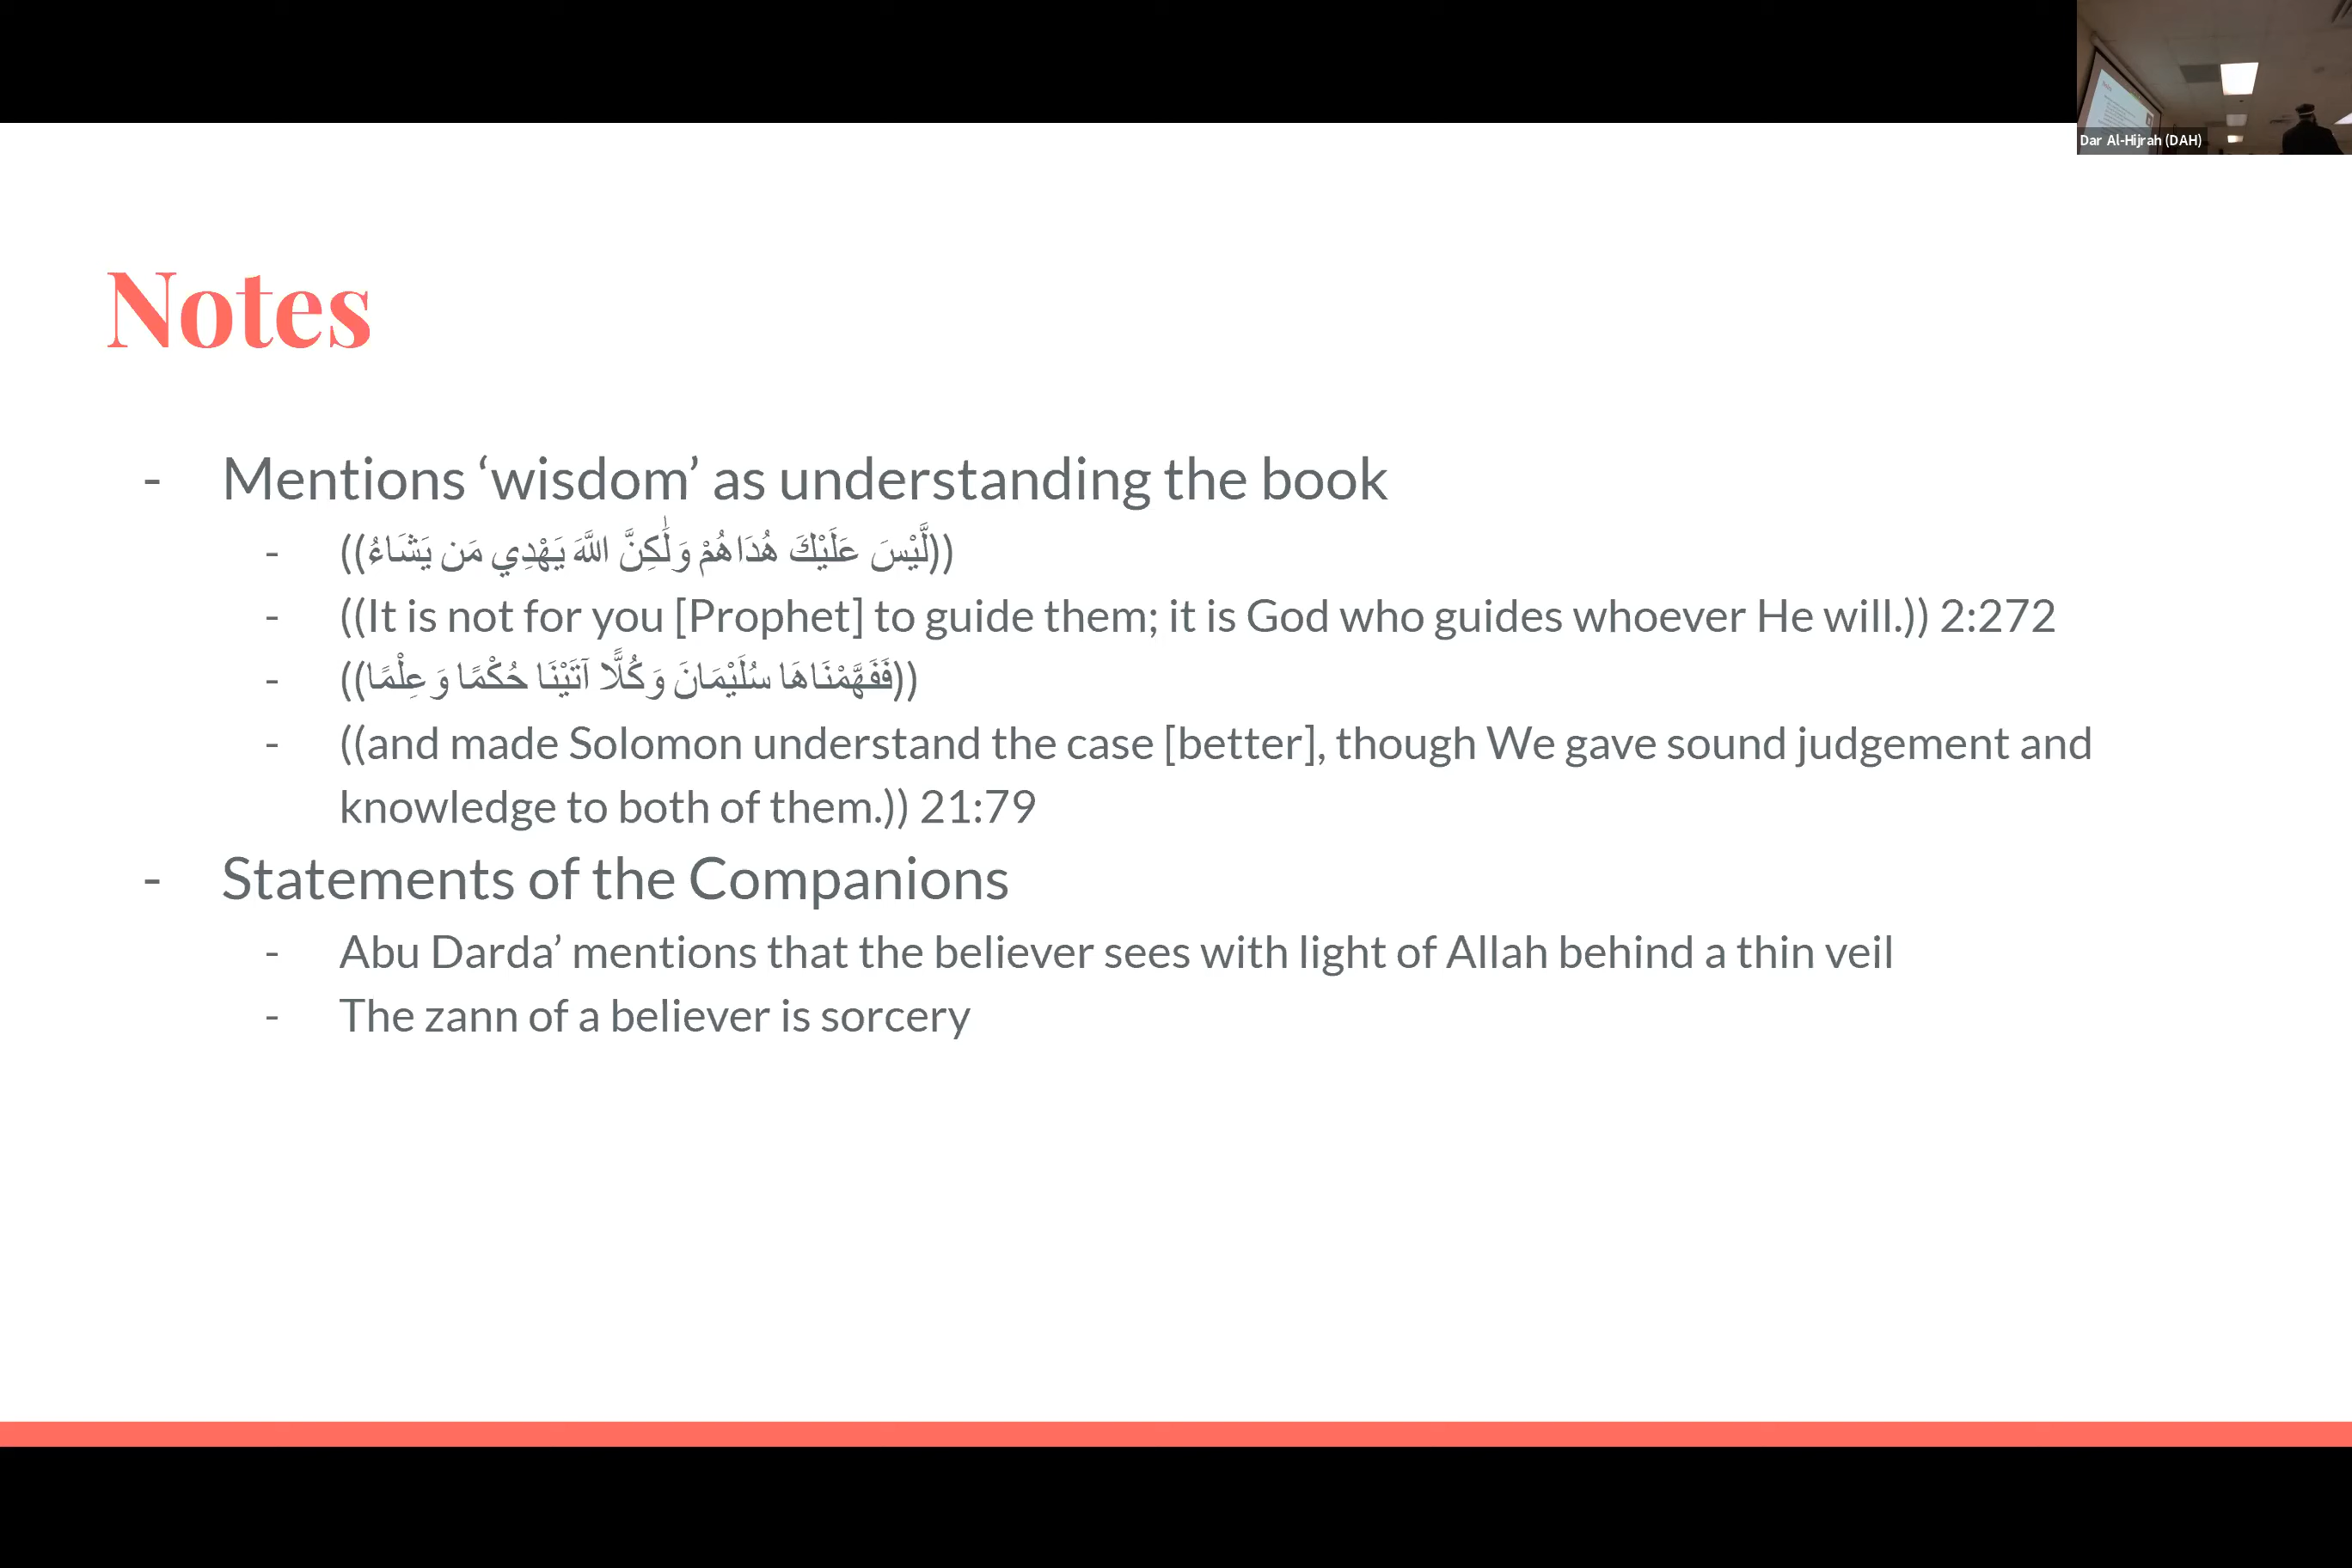 Dar Al-Hijrah (DAH)
Notes
- Mentions ‘wisdom’ as understanding the book
- ((لَّيْسَ عَلَيْكَ هُدَاهُمْ وَلَٰكِنَّ اللَّهَ يَهْدِي مَن يَشَاءُ))
- ((It is not for you [Prophet] to guide them; it is God who guides whoever He will.)) 2:272
- ((فَفَهَّمْنَاهَا سُلَيْمَانَ وَكُلًّا آتَيْنَا حُكْمًا وَعِلْمًا))
- ((and made Solomon understand the case [better], though We gave sound judgement and
knowledge to both of them.)) 21:79
- Statements of the Companions
- Abu Darda’ mentions that the believer sees with light of Allah behind a thin veil
- The zann of a believer is sorcery